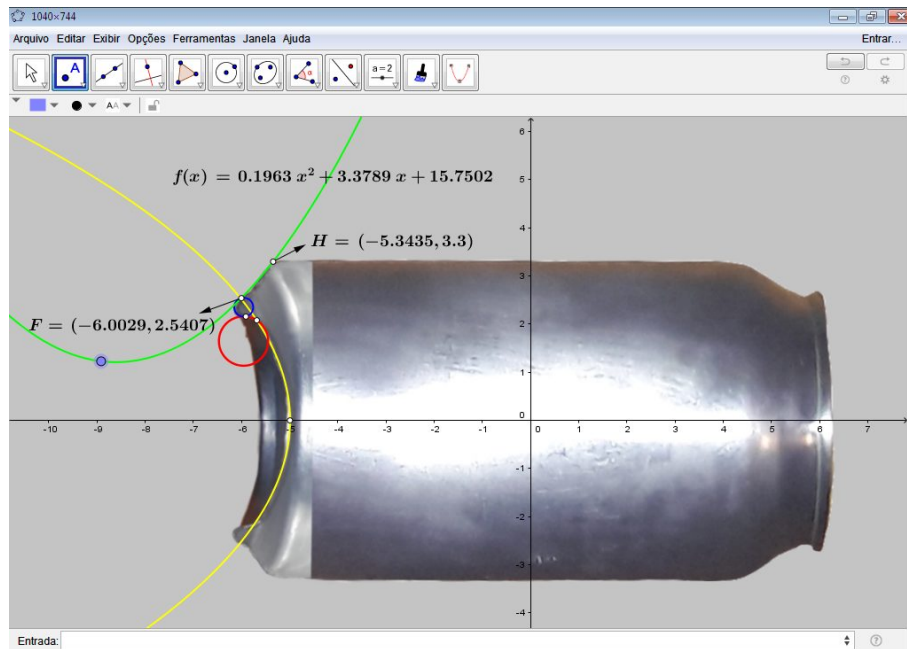 1040×744
Arquivo Editar Exibir Opções Ferramentas Janela Ajuda Entrar...
A α a=2
AA
f(x) = 0.1963 x² + 3.3789 x + 15.7502
H = (−5.3435, 3.3)
F = (−6.0029, 2.5407)
6
5
4
3
2
1
0
-10 -9 -8 -7 -6 -5 -4 -3 -2 -1 0 1 2 3 4 5 6 7
-1
-2
-3
-4
Entrada: